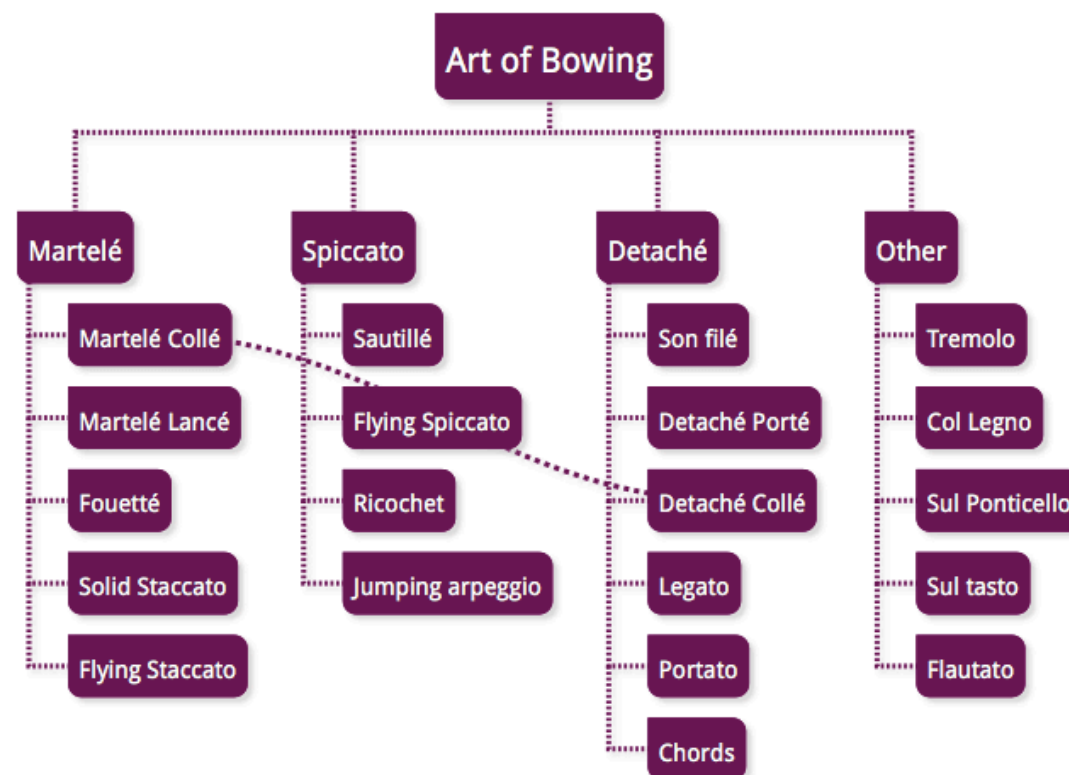 Art of Bowing
Martelé
Martelé Collé
Martelé Lancé
Fouetté
Solid Staccato
Flying Staccato
Spiccato
Sautillé
Flying Spiccato
Ricochet
Jumping arpeggio
Detaché
Son filé
Detaché Porté
Detaché Collé
Legato
Portato
Chords
Other
Tremolo
Col Legno
Sul Ponticello
Sul tasto
Flautato